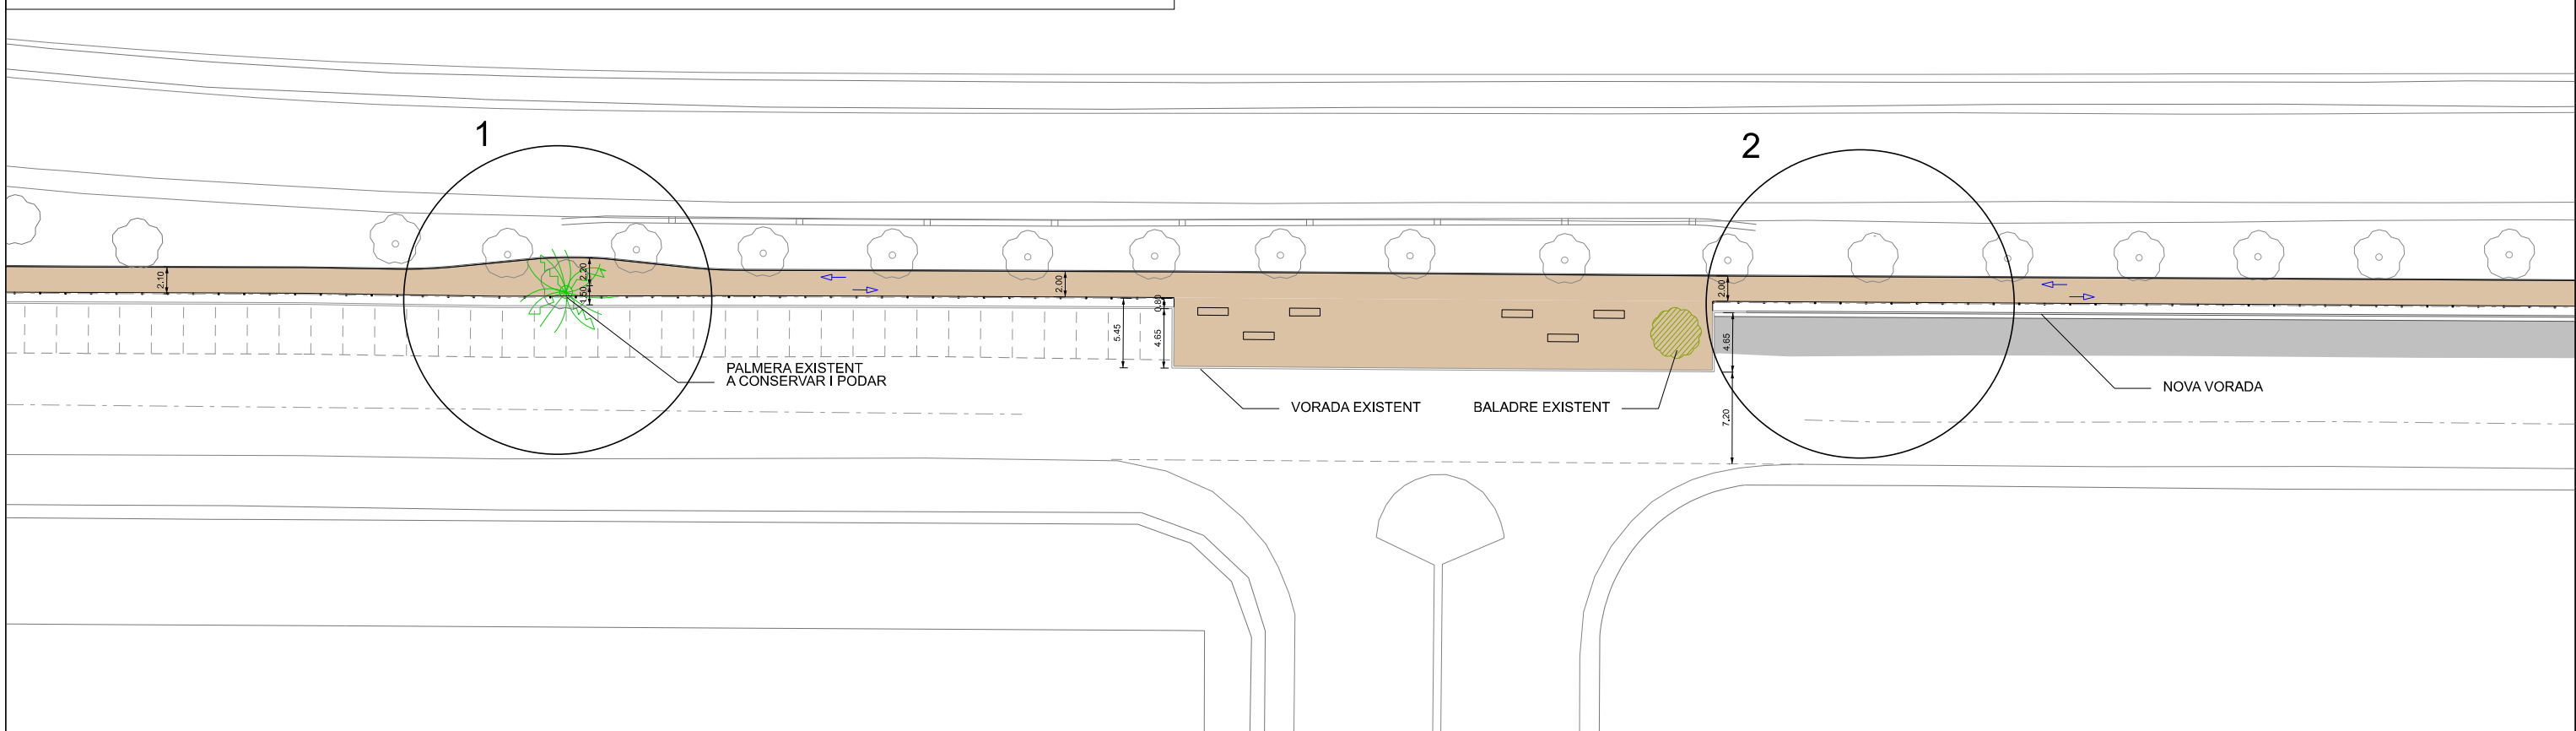 1
2
2.10
2.20
1.50
2.00
0.80
5.45
4.65
2.00
4.65
7.20
PALMERA EXISTENT
A CONSERVAR I PODAR
VORADA EXISTENT
BALADRE EXISTENT
NOVA VORADA